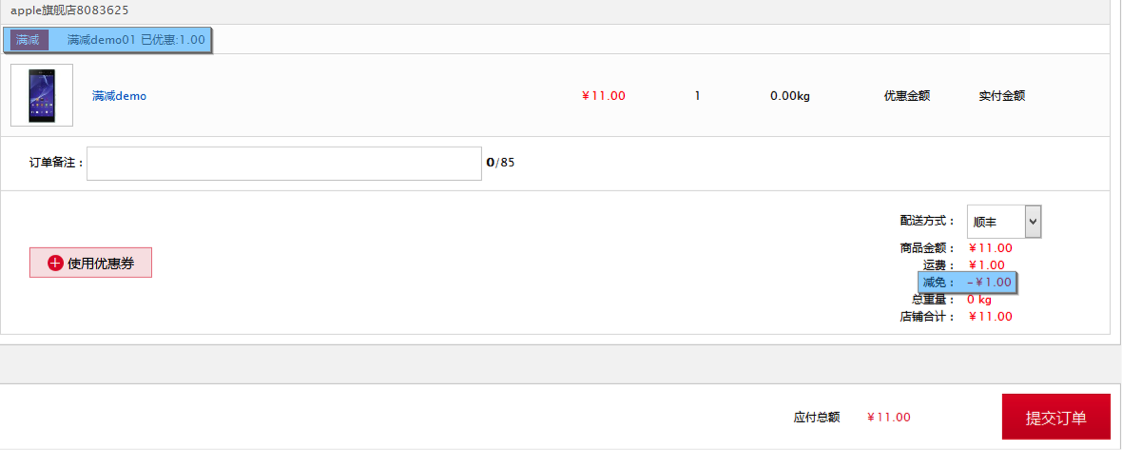 apple旗舰店8083625
满减 满减demo01 已优惠:1.00
满减demo ￥11.00 1 0.00kg 优惠金额 实付金额
订单备注： 0/85
配送方式： 顺丰
使用优惠券
商品金额： ￥11.00
运费： ￥1.00
减免： -￥1.00
总重量： 0 kg
店铺合计： ￥11.00
应付总额 ￥11.00 提交订单